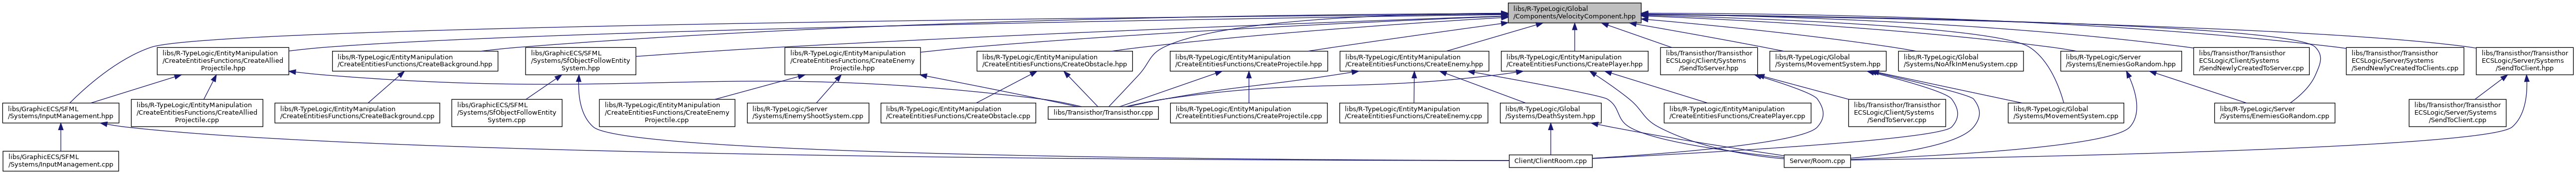 libs/R-TypeLogic/Global
/Components/VelocityComponent.hpp
libs/R-TypeLogic/EntityManipulation
/CreateEntitiesFunctions/CreateAllied
Projectile.hpp
libs/R-TypeLogic/EntityManipulation
/CreateEntitiesFunctions/CreateBackground.hpp
libs/GraphicECS/SFML
/Systems/SfObjectFollowEntity
System.hpp
libs/R-TypeLogic/EntityManipulation
/CreateEntitiesFunctions/CreateEnemy
Projectile.hpp
libs/R-TypeLogic/EntityManipulation
/CreateEntitiesFunctions/CreateObstacle.hpp
libs/R-TypeLogic/EntityManipulation
/CreateEntitiesFunctions/CreateProjectile.hpp
libs/R-TypeLogic/EntityManipulation
/CreateEntitiesFunctions/CreateEnemy.hpp
libs/R-TypeLogic/EntityManipulation
/CreateEntitiesFunctions/CreatePlayer.hpp
libs/Transisthor/Transisthor
ECSLogic/Client/Systems
/SendToServer.hpp
libs/R-TypeLogic/Global
/Systems/MovementSystem.hpp
libs/R-TypeLogic/Global
/Systems/NoAfkInMenuSystem.cpp
libs/R-TypeLogic/Server
/Systems/EnemiesGoRandom.hpp
libs/Transisthor/Transisthor
ECSLogic/Client/Systems
/SendNewlyCreatedToServer.cpp
libs/Transisthor/Transisthor
ECSLogic/Server/Systems
/SendNewlyCreatedToClients.cpp
libs/Transisthor/Transisthor
ECSLogic/Server/Systems
/SendToClient.hpp
libs/GraphicECS/SFML
/Systems/InputManagement.hpp
libs/R-TypeLogic/EntityManipulation
/CreateEntitiesFunctions/CreateAllied
Projectile.cpp
libs/R-TypeLogic/EntityManipulation
/CreateEntitiesFunctions/CreateBackground.cpp
libs/GraphicECS/SFML
/Systems/SfObjectFollowEntity
System.cpp
libs/R-TypeLogic/EntityManipulation
/CreateEntitiesFunctions/CreateEnemy
Projectile.cpp
libs/R-TypeLogic/Server
/Systems/EnemyShootSystem.cpp
libs/R-TypeLogic/EntityManipulation
/CreateEntitiesFunctions/CreateObstacle.cpp
libs/Transisthor/Transisthor.cpp
libs/R-TypeLogic/EntityManipulation
/CreateEntitiesFunctions/CreateProjectile.cpp
libs/R-TypeLogic/EntityManipulation
/CreateEntitiesFunctions/CreateEnemy.cpp
libs/R-TypeLogic/Global
/Systems/DeathSystem.hpp
libs/R-TypeLogic/EntityManipulation
/CreateEntitiesFunctions/CreatePlayer.cpp
libs/Transisthor/Transisthor
ECSLogic/Client/Systems
/SendToServer.cpp
libs/R-TypeLogic/Global
/Systems/MovementSystem.cpp
libs/R-TypeLogic/Server
/Systems/EnemiesGoRandom.cpp
libs/Transisthor/Transisthor
ECSLogic/Server/Systems
/SendToClient.cpp
libs/GraphicECS/SFML
/Systems/InputManagement.cpp
Client/ClientRoom.cpp
Server/Room.cpp